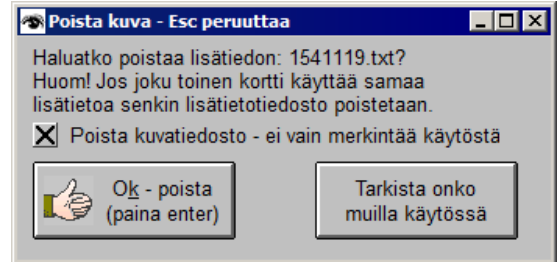 Poista kuva - Esc peruuttaa
Haluatko poistaa lisätiedon: 1541119.txt?
Huom! Jos joku toinen kortti käyttää samaa
lisätietoa senkin lisätietotiedosto poistetaan.
Poista kuvatiedosto - ei vain merkintää käytöstä
Ok - poista
(paina enter)
Tarkista onko
muilla käytössä